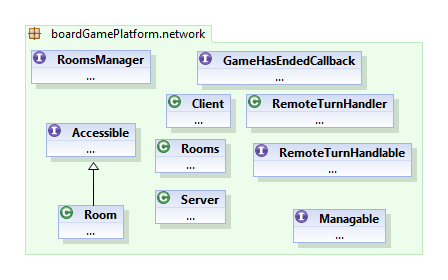 boardGamePlatform.network
I RoomsManager
...
I GameHasEndedCallback
...
C Client
...
C RemoteTurnHandler
...
I Accessible
...
C Rooms
...
I RemoteTurnHandlable
...
C Room
...
C Server
...
I Managable
...